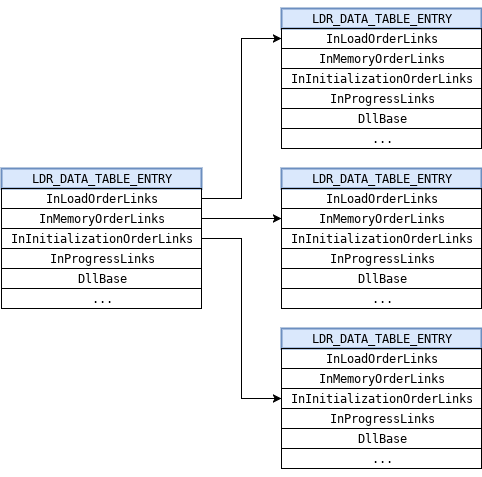 LDR_DATA_TABLE_ENTRY
InLoadOrderLinks
InMemoryOrderLinks
InInitializationOrderLinks
InProgressLinks
DllBase
...
LDR_DATA_TABLE_ENTRY
InLoadOrderLinks
InMemoryOrderLinks
InInitializationOrderLinks
InProgressLinks
DllBase
...
LDR_DATA_TABLE_ENTRY
InLoadOrderLinks
InMemoryOrderLinks
InInitializationOrderLinks
InProgressLinks
DllBase
...
LDR_DATA_TABLE_ENTRY
InLoadOrderLinks
InMemoryOrderLinks
InInitializationOrderLinks
InProgressLinks
DllBase
...